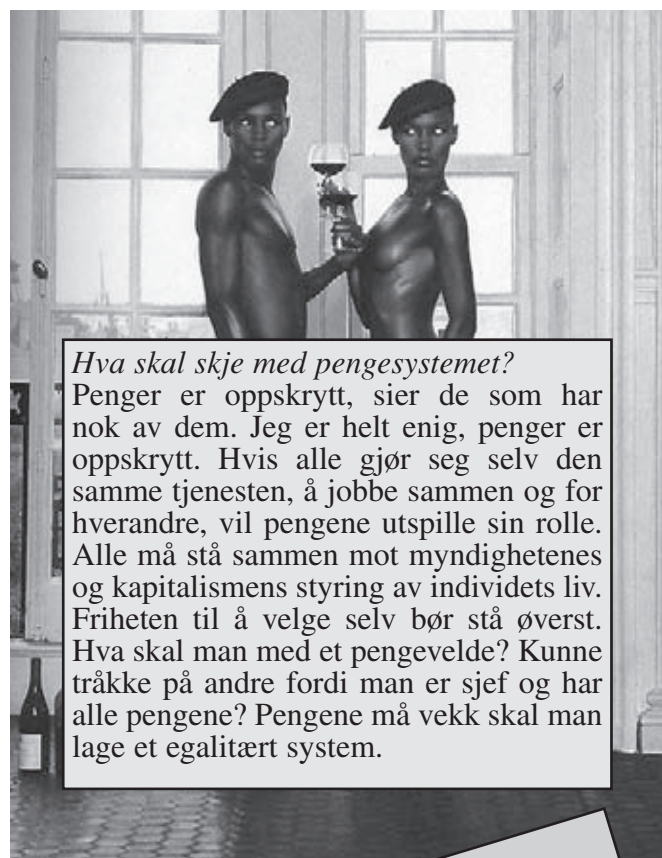 Hva skal skje med pengesystemet?
Penger er oppskrytt, sier de som har
nok av dem. Jeg er helt enig, penger er
oppskrytt. Hvis alle gjør seg selv den
samme tjenesten, å jobbe sammen og for
hverandre, vil pengene utspille sin rolle.
Alle må stå sammen mot myndighetenes
og kapitalismens styring av individets liv.
Friheten til å velge selv bør stå øverst.
Hva skal man med et pengevelde? Kunne
tråkke på andre fordi man er sjef og har
alle pengene? Pengene må vekk skal man
lage et egalitært system.